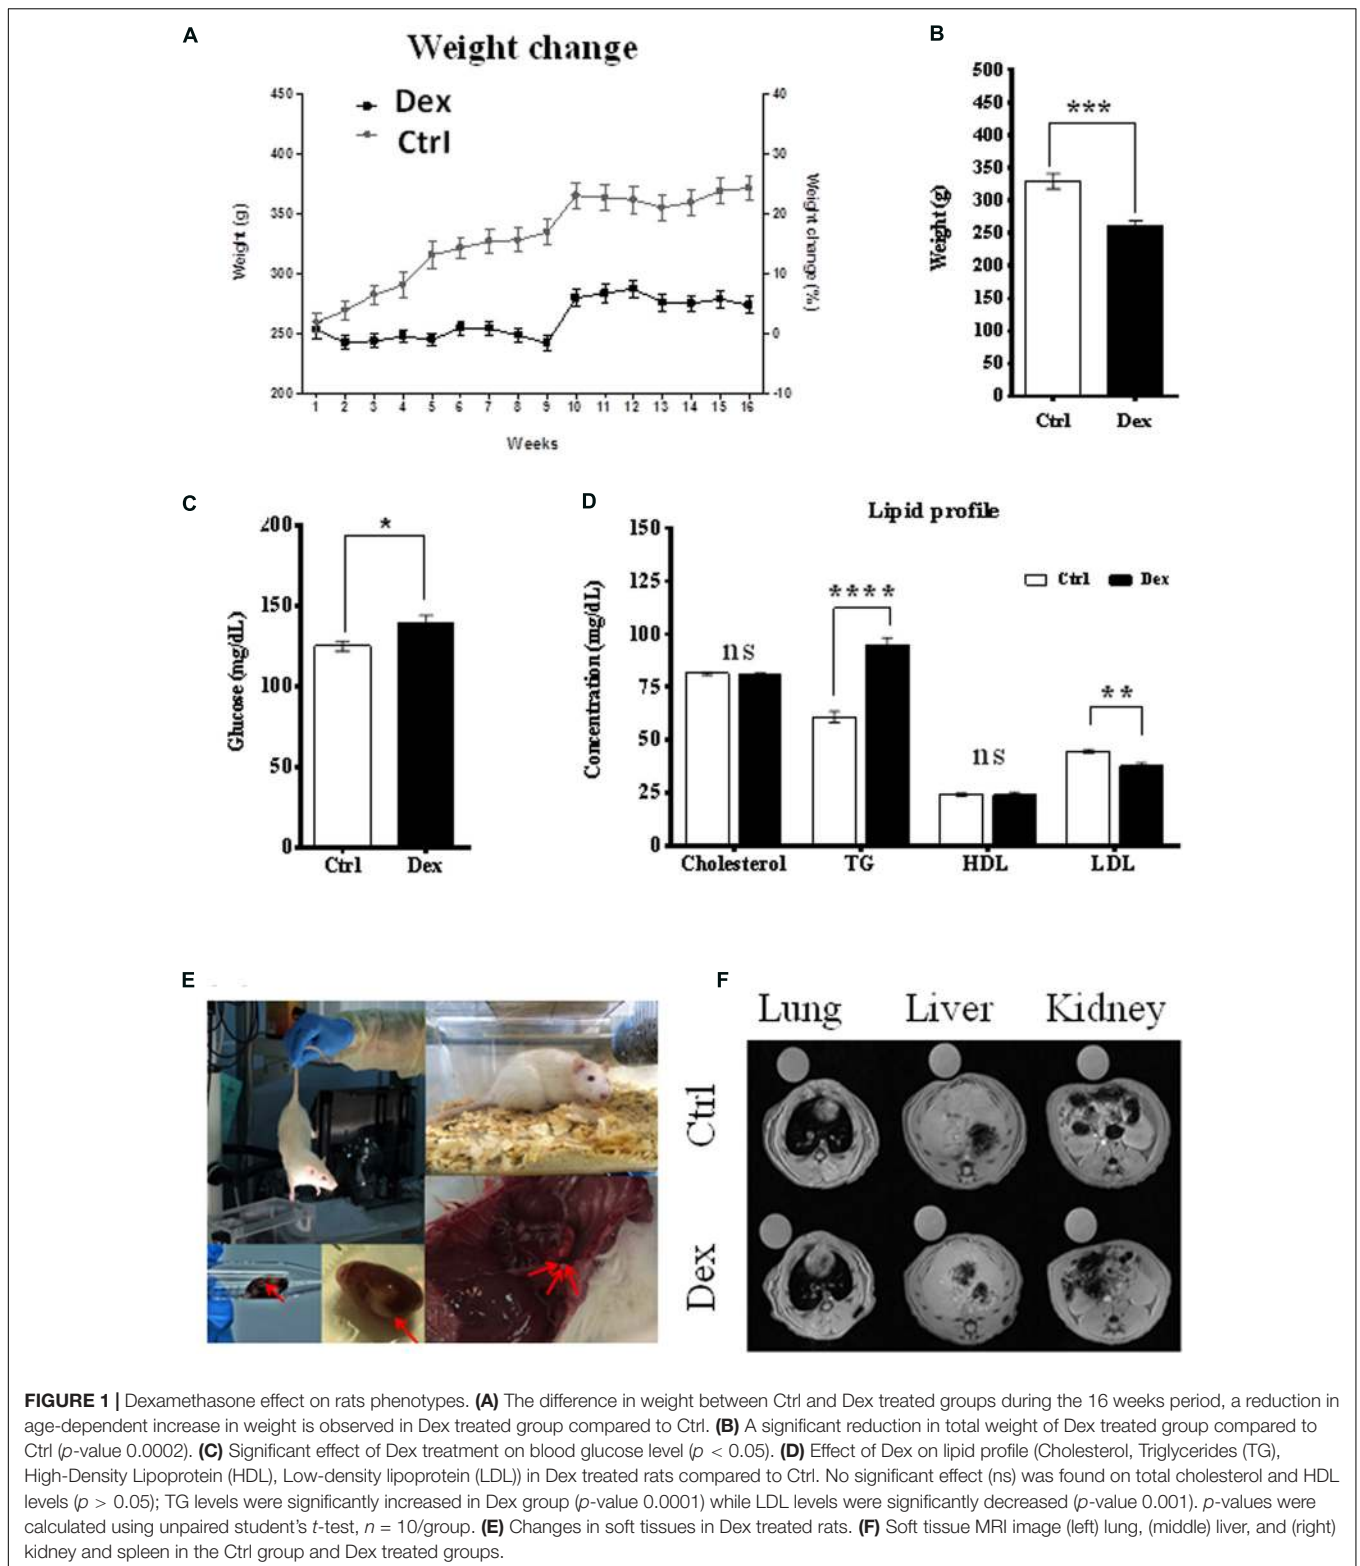 A
Weight change
Dex
Ctrl
450
400
350
300
250
200
Weight (g)
40
30
20
10
0
-10
Weight change (%)
1 2 3 4 5 6 7 8 9 10 11 12 13 14 15 16
Weeks
B
500
450
400
350
300
250
200
150
100
50
0
Weight (g)
***
Ctrl Dex
C
200
150
100
50
0
Glucose (mg/dL)
*
Ctrl Dex
D
Lipid profile
150
125
100
75
50
25
0
Concentration (mg/dL)
Ctrl Dex
ns
****
ns
**
Cholesterol TG HDL LDL
E
F
Lung Liver Kidney
Ctrl
Dex
FIGURE 1 | Dexamethasone effect on rats phenotypes. (A) The difference in weight between Ctrl and Dex treated groups during the 16 weeks period, a reduction in
age-dependent increase in weight is observed in Dex treated group compared to Ctrl. (B) A significant reduction in total weight of Dex treated group compared to
Ctrl (p-value 0.0002). (C) Significant effect of Dex treatment on blood glucose level (p < 0.05). (D) Effect of Dex on lipid profile (Cholesterol, Triglycerides (TG),
High-Density Lipoprotein (HDL), Low-density lipoprotein (LDL)) in Dex treated rats compared to Ctrl. No significant effect (ns) was found on total cholesterol and HDL
levels (p > 0.05); TG levels were significantly increased in Dex group (p-value 0.0001) while LDL levels were significantly decreased (p-value 0.001). p-values were
calculated using unpaired student's t-test, n = 10/group. (E) Changes in soft tissues in Dex treated rats. (F) Soft tissue MRI image (left) lung, (middle) liver, and (right)
kidney and spleen in the Ctrl group and Dex treated groups.